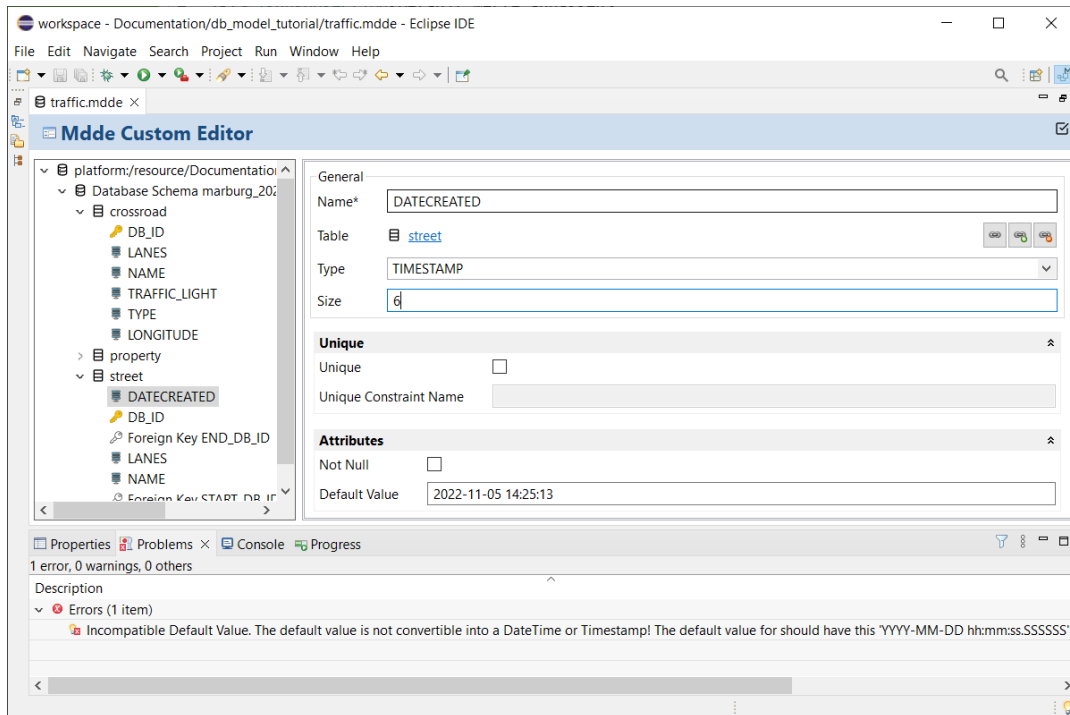 workspace - Documentation/db_model_tutorial/traffic.mdde - Eclipse IDE
File Edit Navigate Search Project Run Window Help
traffic.mdde
Mdde Custom Editor
platform:/resource/Documentation
Database Schema marburg_202
crossroad
DB_ID
LANES
NAME
TRAFFIC_LIGHT
TYPE
LONGITUDE
property
street
DATECREATED
DB_ID
Foreign Key END_DB_ID
LANES
NAME
Foreign Key START_DB_ID
General
Name* DATECREATED
Table street
Type TIMESTAMP
Size 6
Unique
Unique
Unique Constraint Name
Attributes
Not Null
Default Value 2022-11-05 14:25:13
Properties Problems Console Progress
1 error, 0 warnings, 0 others
Description
Errors (1 item)
Incompatible Default Value. The default value is not convertible into a DateTime or Timestamp! The default value for should have this 'YYYY-MM-DD hh:mm:ss.SSSSSS'